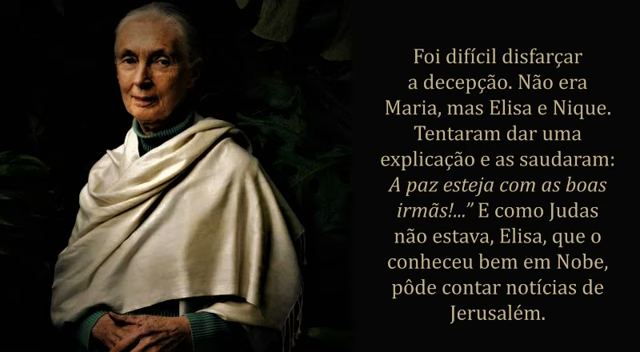 Foi difícil disfarçar
a decepção. Não era
Maria, mas Elisa e Nique.
Tentaram dar uma
explicação e as saudaram:
A paz esteja com as boas
irmãs!...” E como Judas
não estava, Elisa, que o
conheceu bem em Nobe,
pôde contar notícias de
Jerusalém.